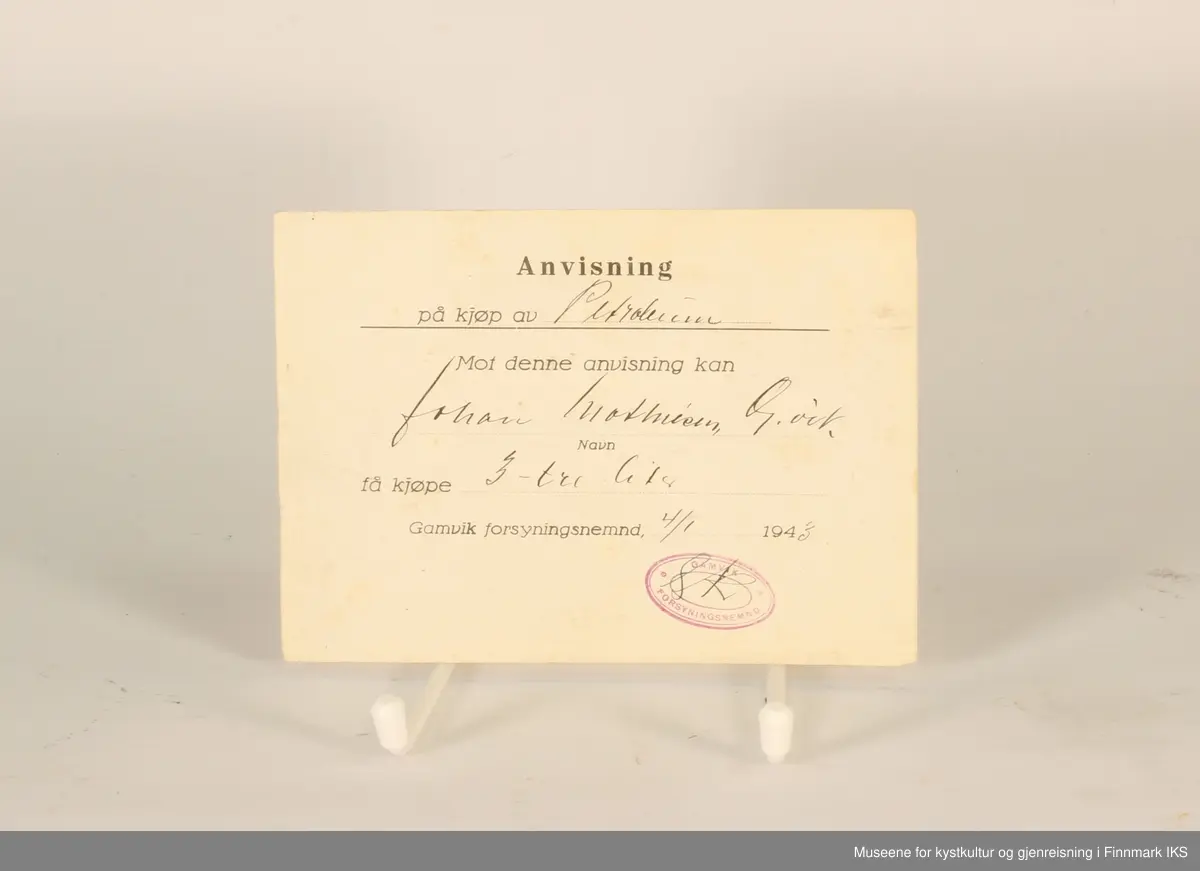 Anvisning
på kjøp av Petroleum
Mot denne anvisning kan
Johan Mathisen, G.vik.
Navn
få kjøpe 3-tre liter
Gamvik forsyningsnemnd, 4/1 1943
GAMVIK
FORSYNINGSNEMND
Museene for kystkultur og gjenreisning i Finnmark IKS